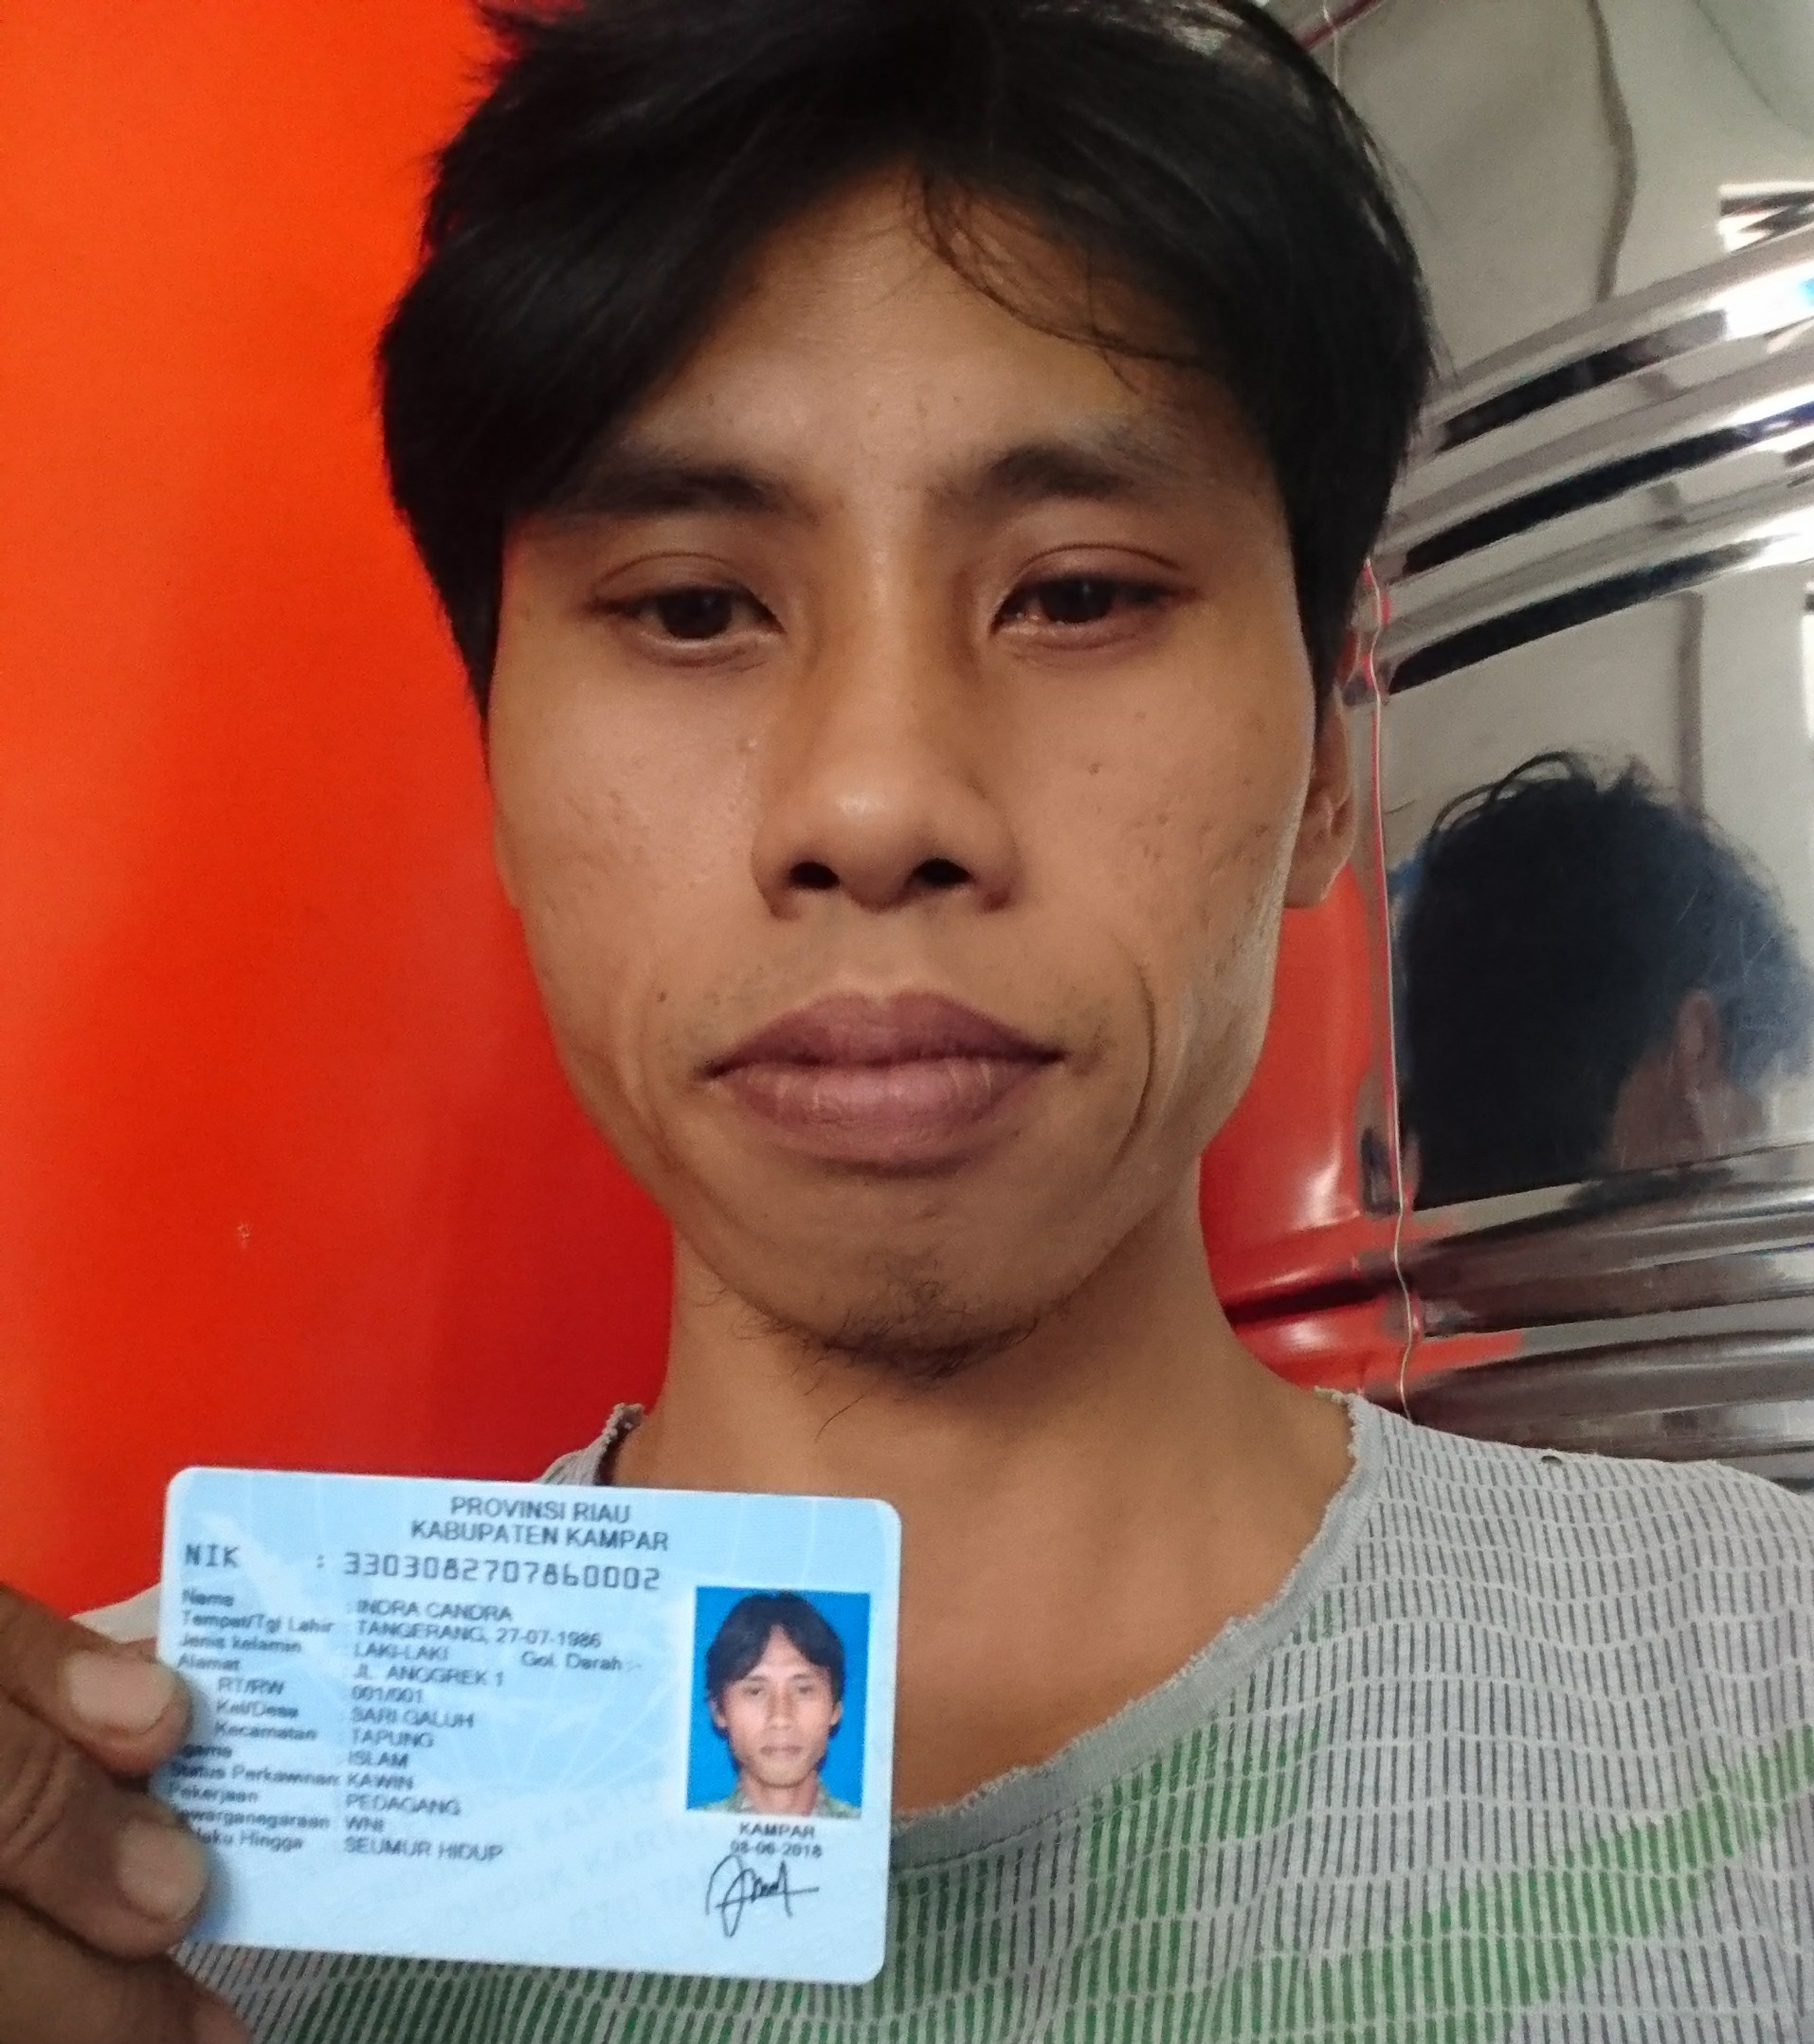 PROVINSI RIAU
KABUPATEN KAMPAR
NIK : 3303082707860002
Nama : INDRA CANDRA
Tempat/Tgl Lahir : TANGERANG, 27-07-1986
Jenis kelamin : LAKI-LAKI Gol. Darah :-
Alamat : JL. ANGGREK 1
RT/RW : 001/001
Kel/Desa : SARI GALUH
Kecamatan : TAPUNG
: ISLAM
Status Perkawinan: KAWIN
Pekerjaan : PEDAGANG
ewarganegaraan : WNI
Hingga : SEUMUR HIDUP
KAMPAR
08-06-2018